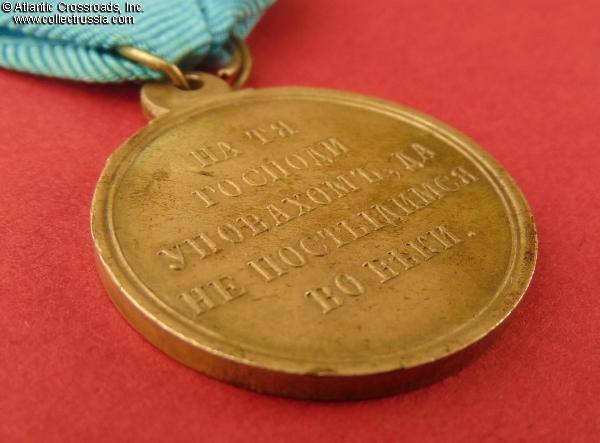 © Atlantic Crossroads, Inc.
www.collectrussia.com
НА ТЯ
ГОСПОДИ
УПОВАХОМЪ, ДА
НЕ ПОСТЫДИМСЯ
ВО ВѢКИ.